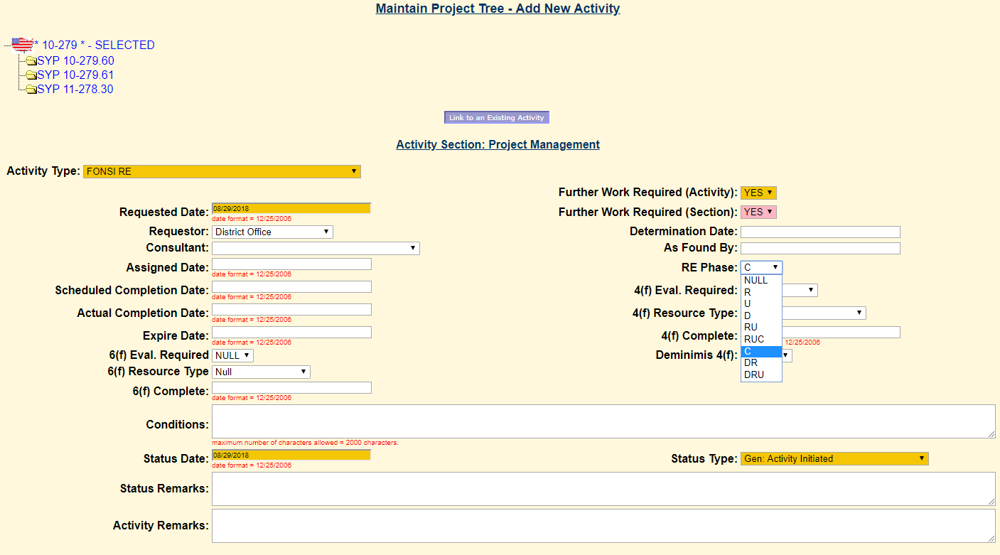 Maintain Project Tree - Add New Activity
* 10-279 * - SELECTED
SYP 10-279.60
SYP 10-279.61
SYP 11-278.30
Link to an Existing Activity
Activity Section: Project Management
Activity Type: FONSI RE
Further Work Required (Activity): YES
Requested Date: 08/29/2018
date format = 12/25/2006
Further Work Required (Section): YES
Requestor: District Office
Determination Date:
Consultant:
As Found By:
Assigned Date:
date format = 12/25/2006
RE Phase: C
NULL
R
U
D
RU
RUC
C
DR
DRU
Scheduled Completion Date:
date format = 12/25/2006
4(f) Eval. Required:
Actual Completion Date:
date format = 12/25/2006
4(f) Resource Type:
Expire Date:
date format = 12/25/2006
4(f) Complete:
12/25/2006
6(f) Eval. Required NULL
Deminimis 4(f):
6(f) Resource Type Null
6(f) Complete:
date format = 12/25/2006
Conditions:
maximum number of characters allowed = 2000 characters.
Status Date: 08/29/2018
date format = 12/25/2006
Status Type: Gen: Activity Initiated
Status Remarks:
Activity Remarks: